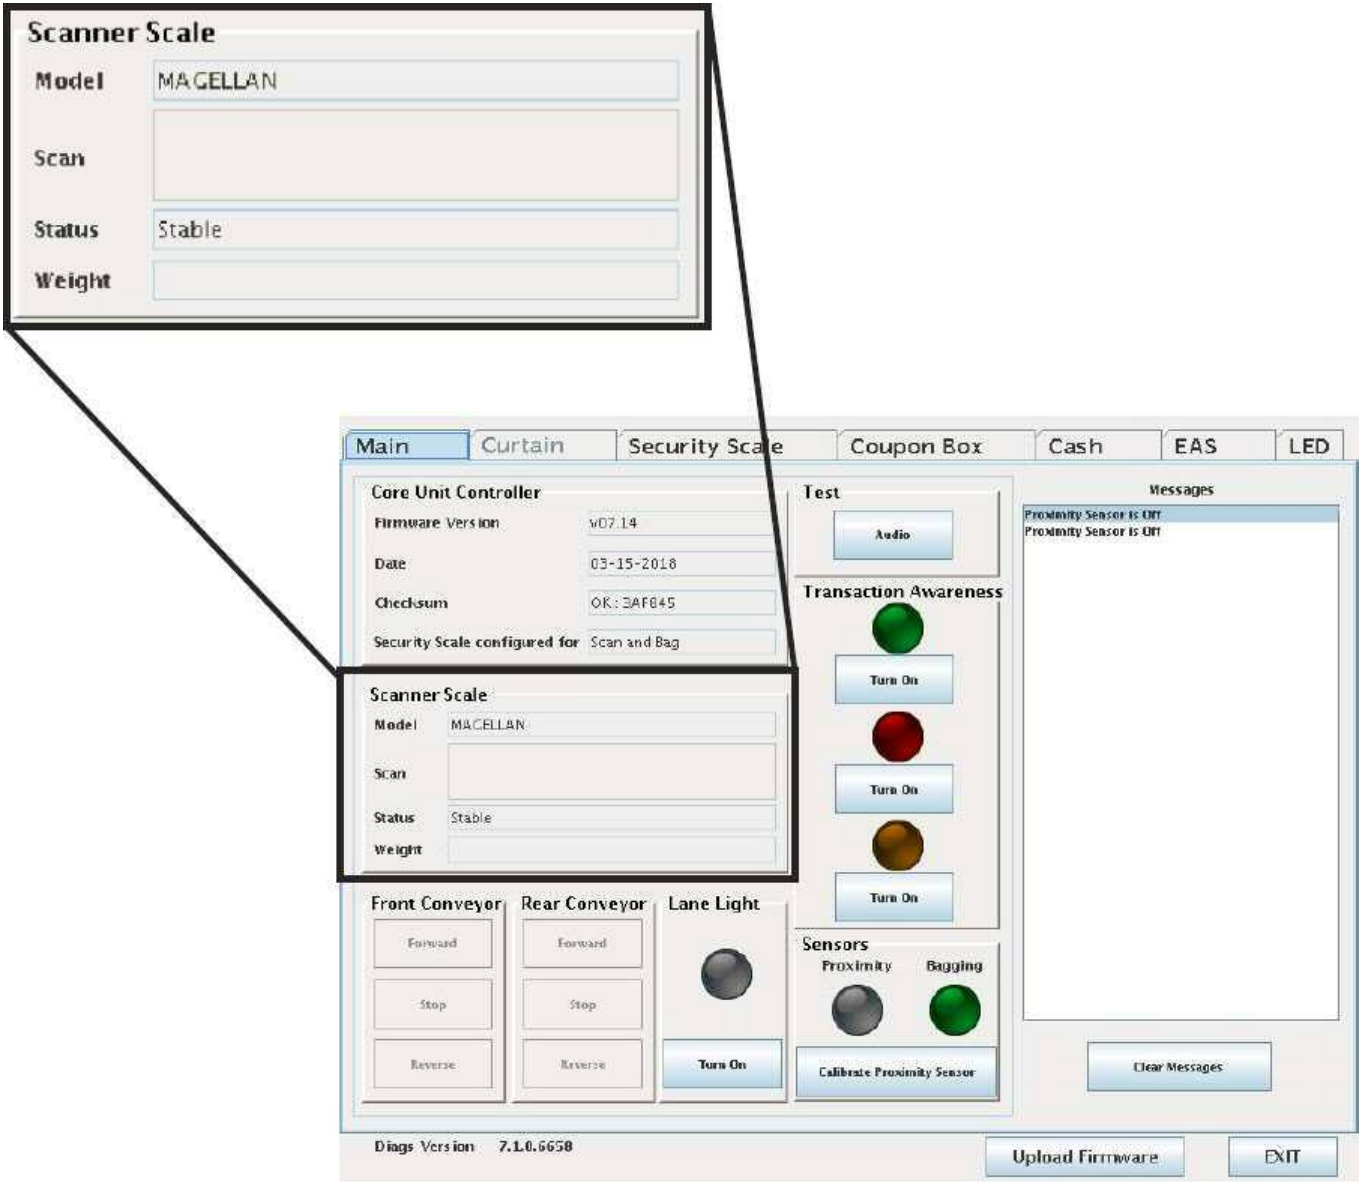 Scanner Scale
Model MAGELLAN
Scan
Status Stable
Weight
Main Curtain Security Scale Coupon Box Cash EAS LED
Core Unit Controller
Firmware Version v07.14
Date 03-15-2018
Checksum OK: 3AF845
Security Scale configured for Scan and Bag
Scanner Scale
Model MAGELLAN
Scan
Status Stable
Weight
Front Conveyor
Forward
Stop
Reverse
Rear Conveyor
Forward
Stop
Reverse
Lane Light
Turn On
Test
Audio
Transaction Awareness
Turn On
Turn On
Turn On
Sensors
Proximity Bagging
Calibrate Proximity Sensor
Messages
Proximity Sensor is Off
Proximity Sensor is Off
Clear Messages
Diags Version 7.1.0.6658
Upload Firmware EXIT